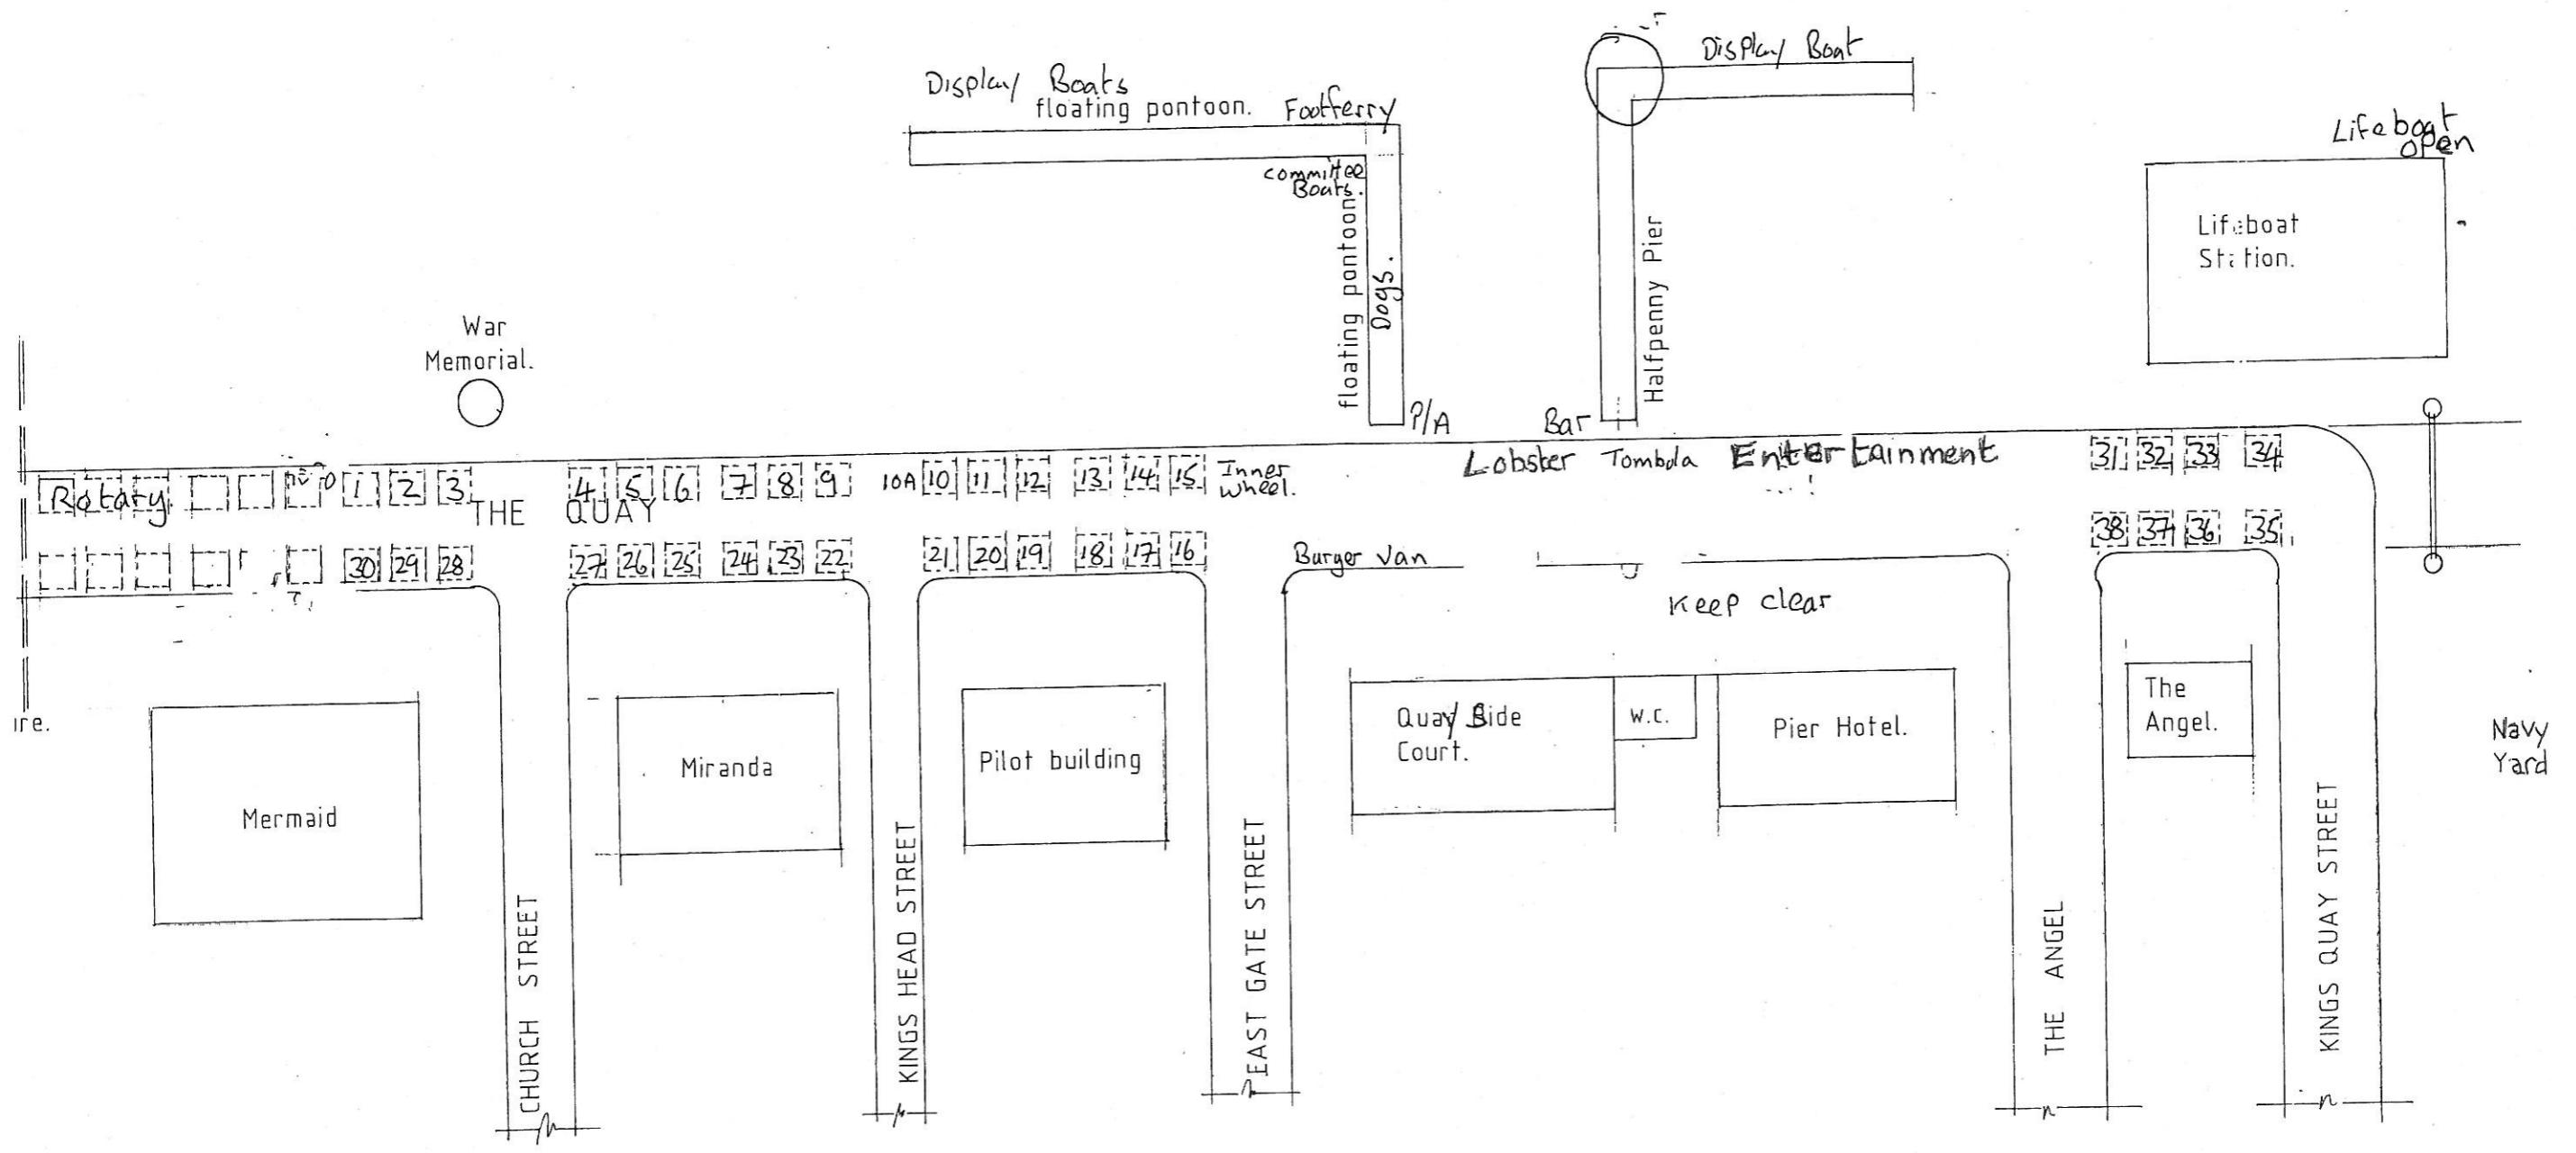 Display Boat
Display Boats
floating pontoon. Footferry
committee
Boats.
floating pontoon
Dogs.
Halfpenny Pier
Lifeboat
open
Lifeboat
Station.
War
Memorial.
P/A
Bar
Lobster Tombola Entertainment
Rotary 1 2 3 4 5 6 7 8 9 10A 10 11 12 13 14 15 Inner
Wheel.
31 32 33 34
THE QUAY
30 29 28 27 26 25 24 23 22 21 20 19 18 17 16 Burger Van
38 37 36 35
Keep clear
ire.
Mermaid
Miranda
Pilot building
Quay Side
Court.
W.C.
Pier Hotel.
The
Angel.
Navy
Yard
CHURCH STREET
KINGS HEAD STREET
EAST GATE STREET
THE ANGEL
KINGS QUAY STREET